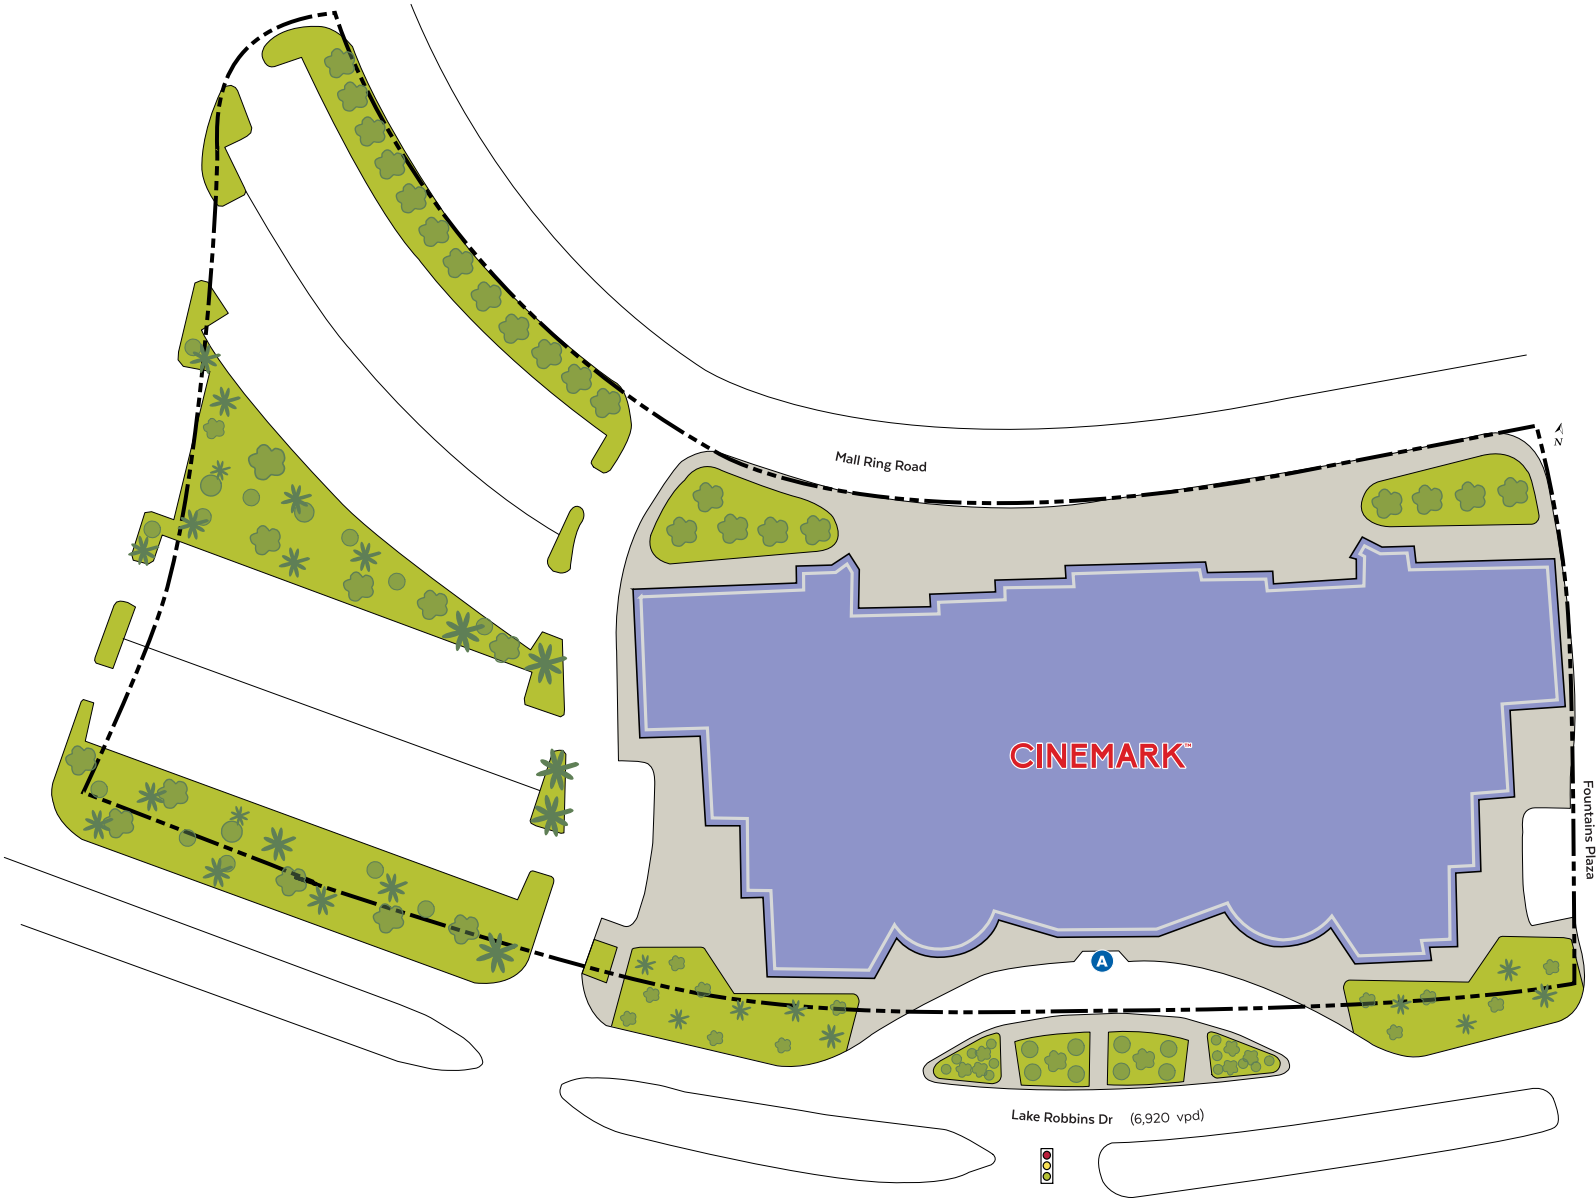 N
Mall Ring Road
CINEMARK™
Fountains Plaza
A
Lake Robbins Dr (6,920 vpd)